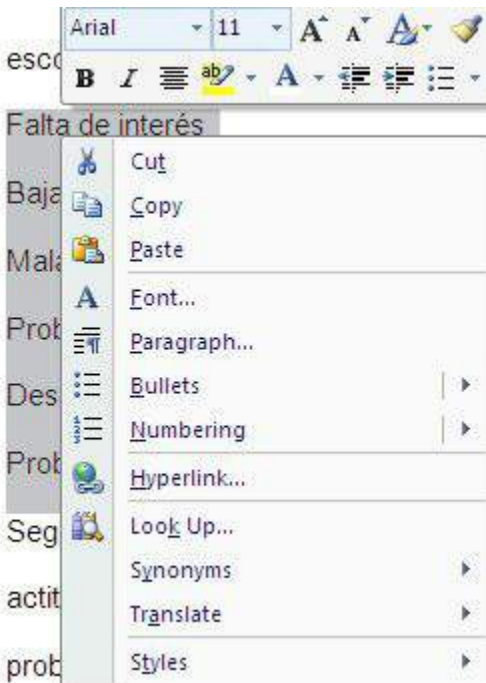 Arial 11 A A A
esco
B I ab A
Falta de interés
Cut
Baja
Copy
Mala
Paste
A Font...
Prob
Paragraph...
Des
Bullets
Numbering
Prob
Hyperlink...
Seg
Look Up...
Synonyms
actit
Translate
prob
Styles